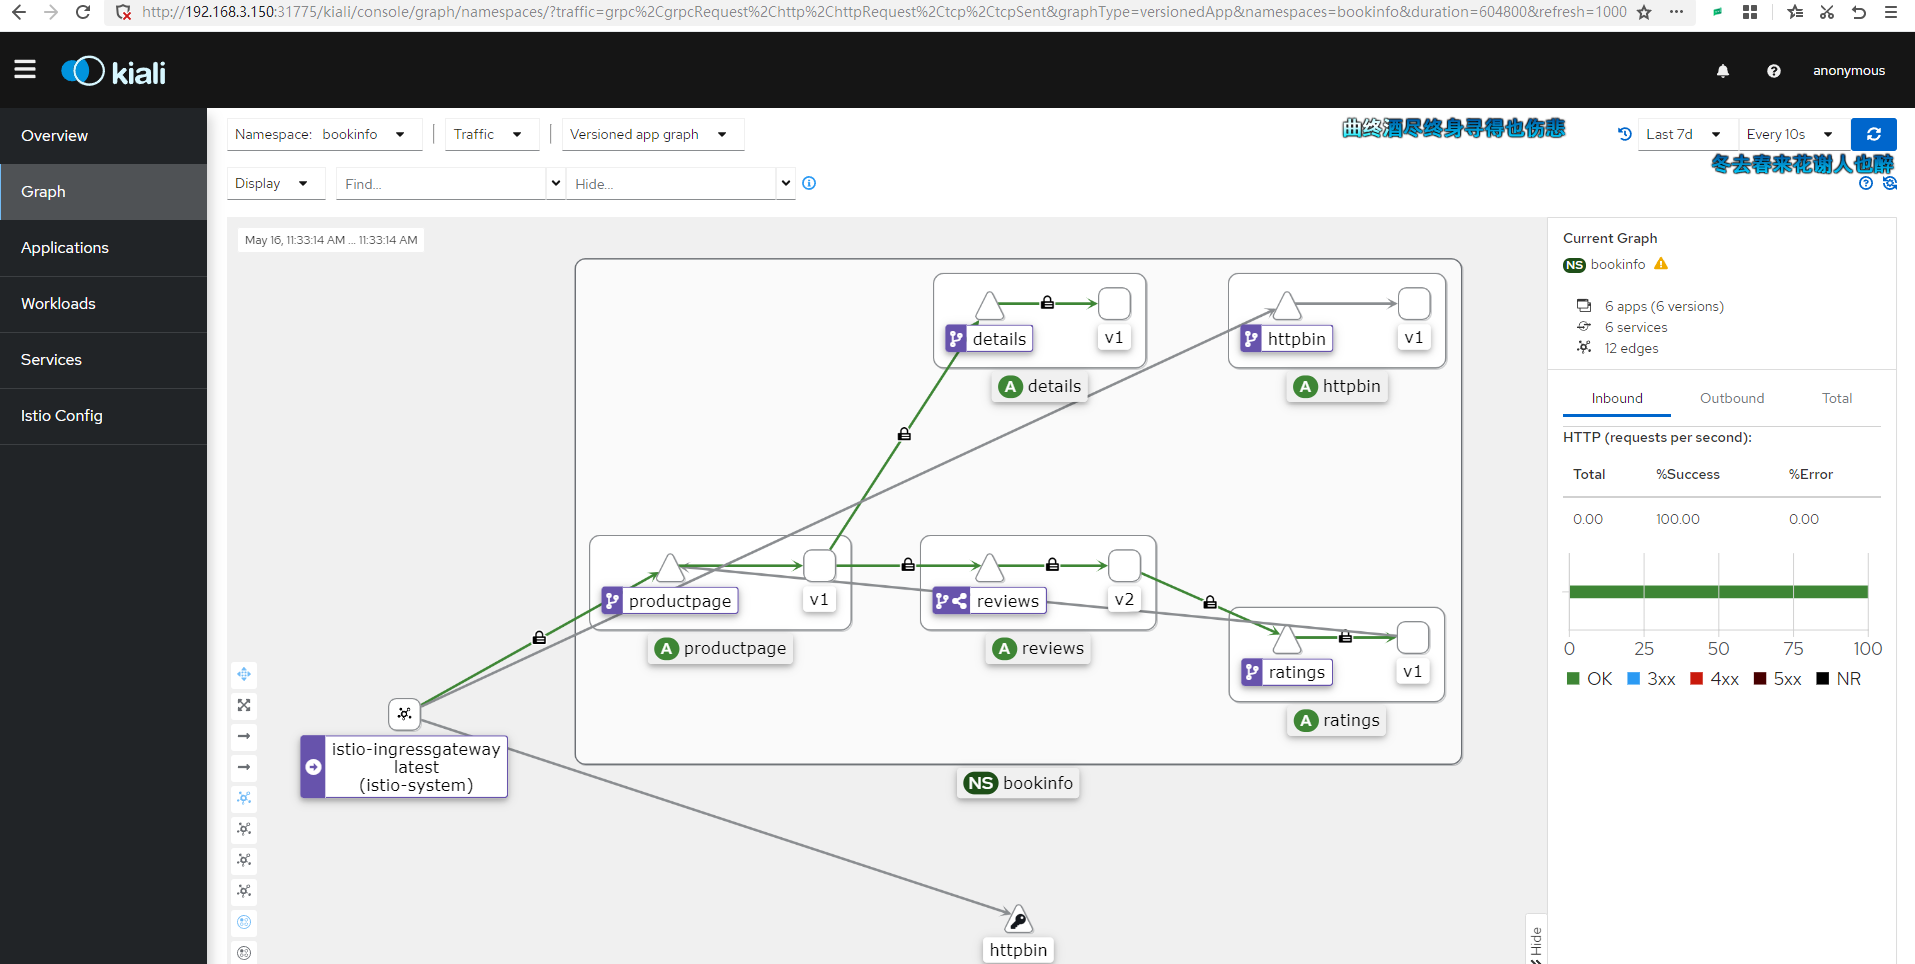 http://192.168.3.150:31775/kiali/console/graph/namespaces/?traffic=grpc%2CgrpcRequest%2Chttp%2ChttpRequest%2Ctcp%2CtcpSent&graphType=versionedApp&namespaces=bookinfo&duration=604800&refresh=1000
kiali
anonymous
Overview
Graph
Applications
Workloads
Services
Istio Config
Namespace: bookinfo
Traffic
Versioned app graph
曲终酒尽终身寻得也伤悲
Last 7d
Every 10s
冬去春来花谢人也醉
Display
Find...
Hide...
May 16, 11:33:14 AM ... 11:33:14 AM
details
v1
A details
httpbin
v1
A httpbin
productpage
v1
A productpage
reviews
v2
A reviews
ratings
v1
A ratings
istio-ingressgateway
latest
(istio-system)
NS bookinfo
httpbin
Hide
Current Graph
NS bookinfo
6 apps (6 versions)
6 services
12 edges
Inbound
Outbound
Total
HTTP (requests per second):
Total %Success %Error
0.00 100.00 0.00
0 25 50 75 100
OK 3xx 4xx 5xx NR